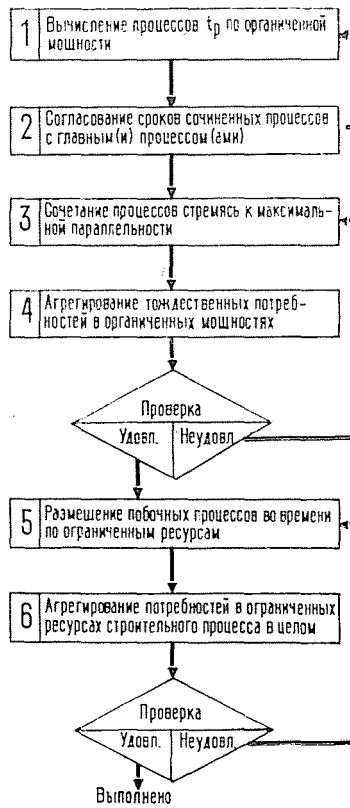 1 Вычисление процессов tp по органиченной
мощности
2 Согласование сроков сочиненных процессов
с главным(и) процессом(ами)
3 Сочетание процессов стремясь к максималь-
ной параллельности
4 Агрегирование тождественных потреб-
ностей в органиченных мощностях
Проверка
Удовл. Неудовл.
5 Размещение побочных процессов во времени
по ограниченным ресурсам
6 Агрегирование потребностей в ограниченных
ресурсах строительного процесса в целом
Проверка
Удовл. Неудовл.
Выполнено